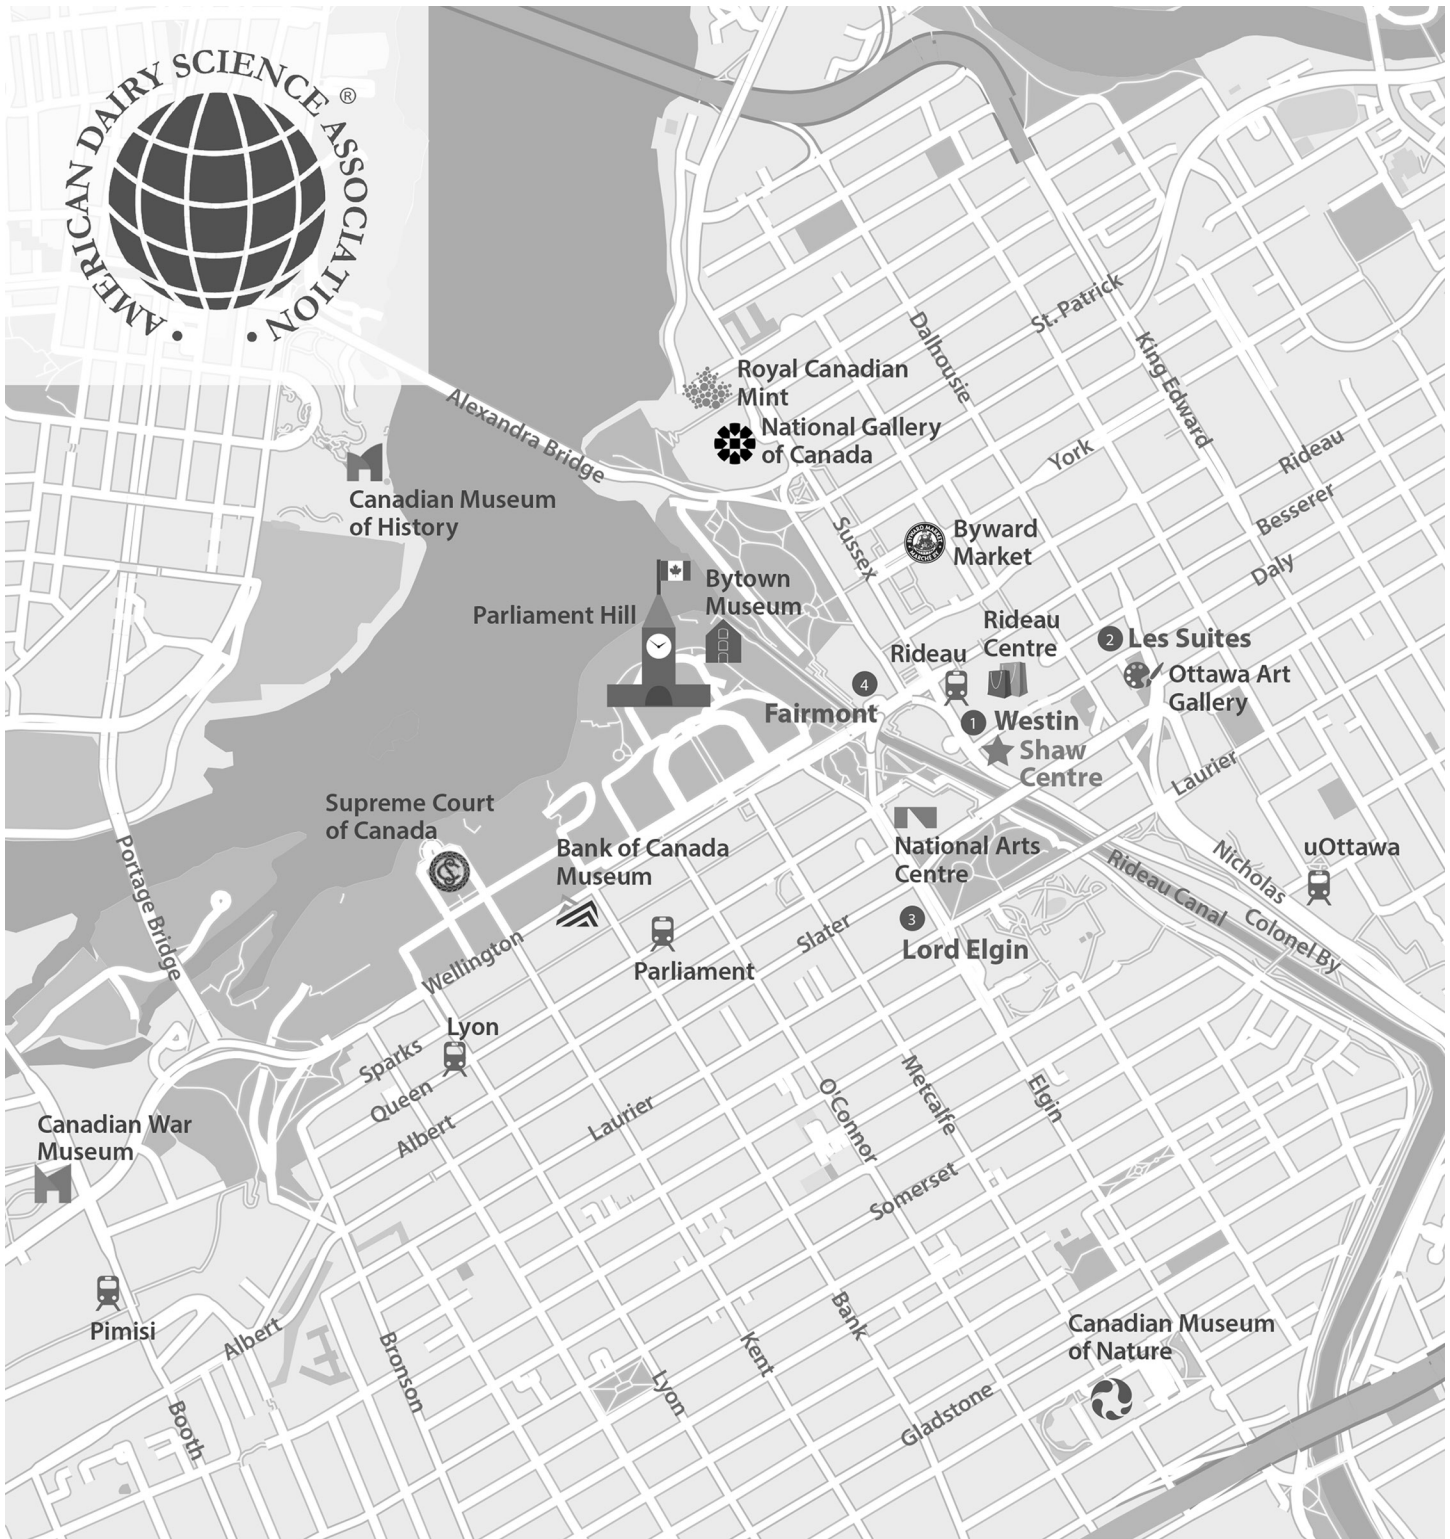 AMERICAN DAIRY SCIENCE ASSOCIATION
®
Alexandra Bridge
Royal Canadian
Mint
National Gallery
of Canada
Dalhousie
St. Patrick
King Edward
York
Rideau
Besserer
Daly
Canadian Museum
of History
Sussex
BYWARD MARKET
MARCHÉ BY
Byward
Market
Parliament Hill
Bytown
Museum
Rideau
Centre
Rideau
2
Les Suites
Ottawa Art
Gallery
4
Fairmont
1
Westin
Shaw
Centre
Laurier
Supreme Court
of Canada
Bank of Canada
Museum
National Arts
Centre
uOttawa
Nicholas
Rideau Canal
Colonel By
Portage Bridge
3
Lord Elgin
Slater
Wellington
Parliament
Lyon
Sparks
Queen
Albert
Laurier
O'Connor
Metcalfe
Elgin
Canadian War
Museum
Somerset
Pimisi
Albert
Bronson
Booth
Lyon
Kent
Bank
Canadian Museum
of Nature
Gladstone